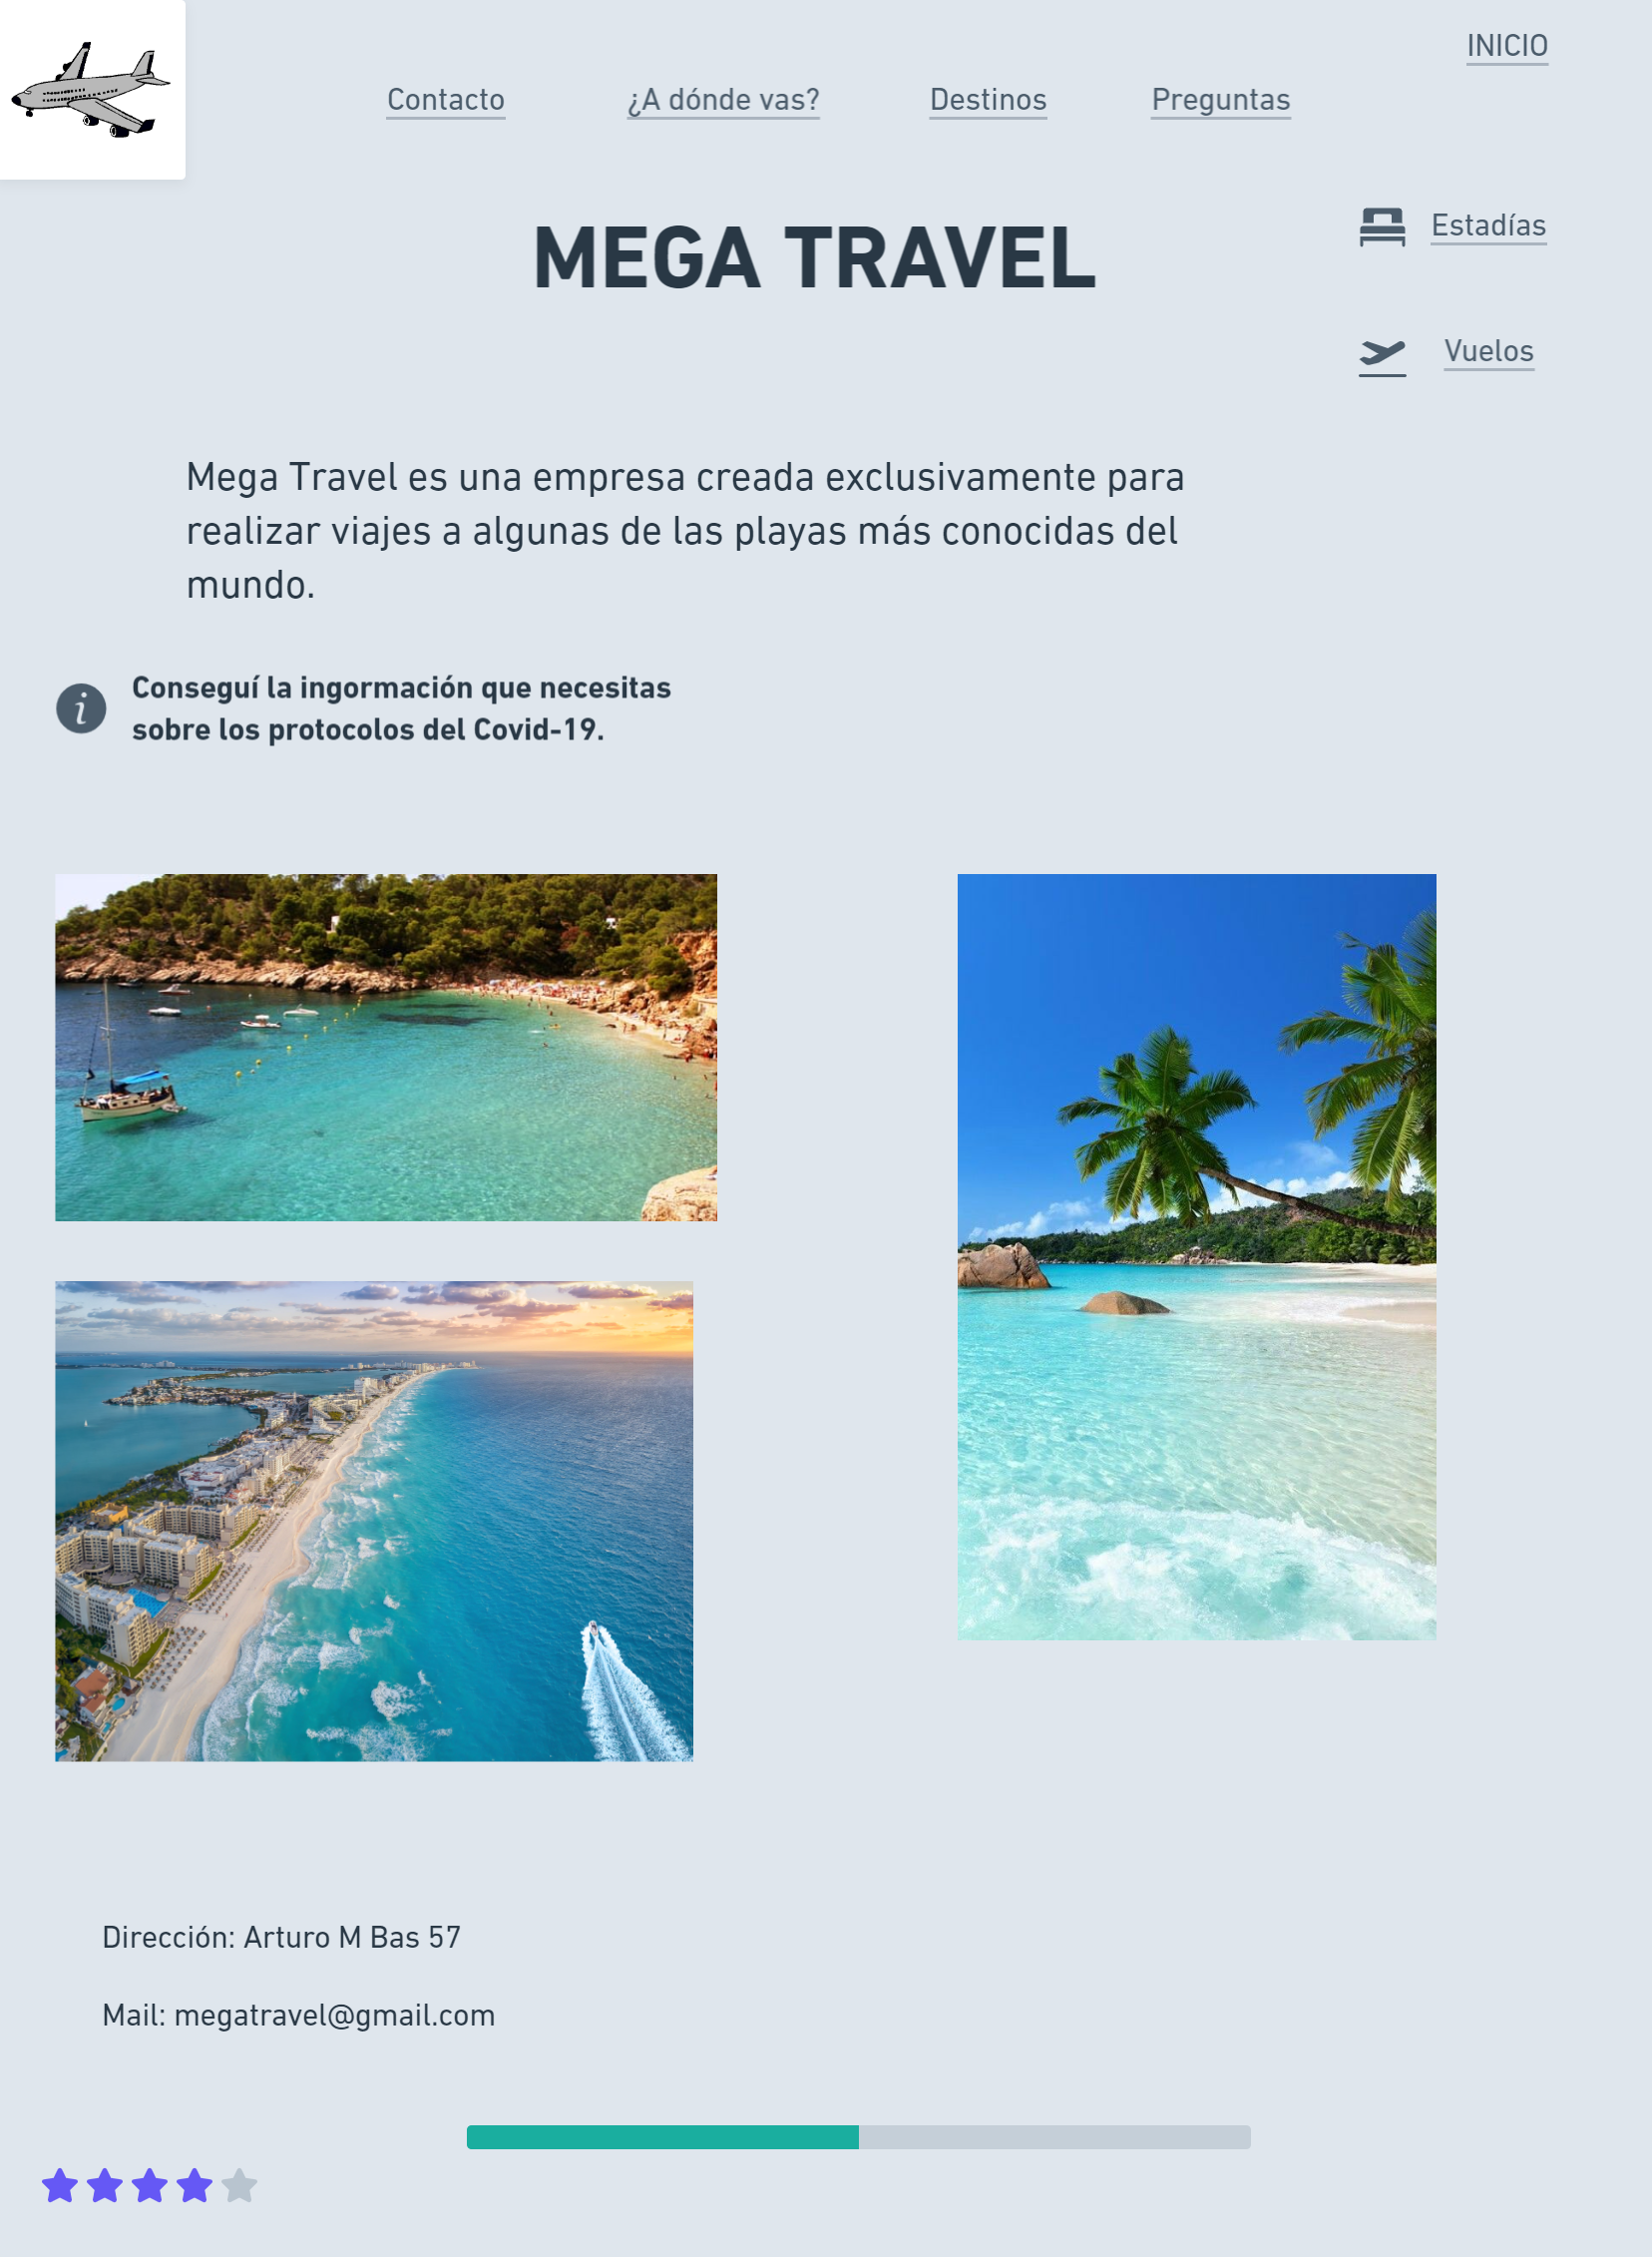 INICIO
Contacto ¿A dónde vas? Destinos Preguntas
MEGA TRAVEL
Estadías
Vuelos
Mega Travel es una empresa creada exclusivamente para
realizar viajes a algunas de las playas más conocidas del
mundo.
Conseguí la ingormación que necesitas
sobre los protocolos del Covid-19.
Dirección: Arturo M Bas 57
Mail: megatravel@gmail.com